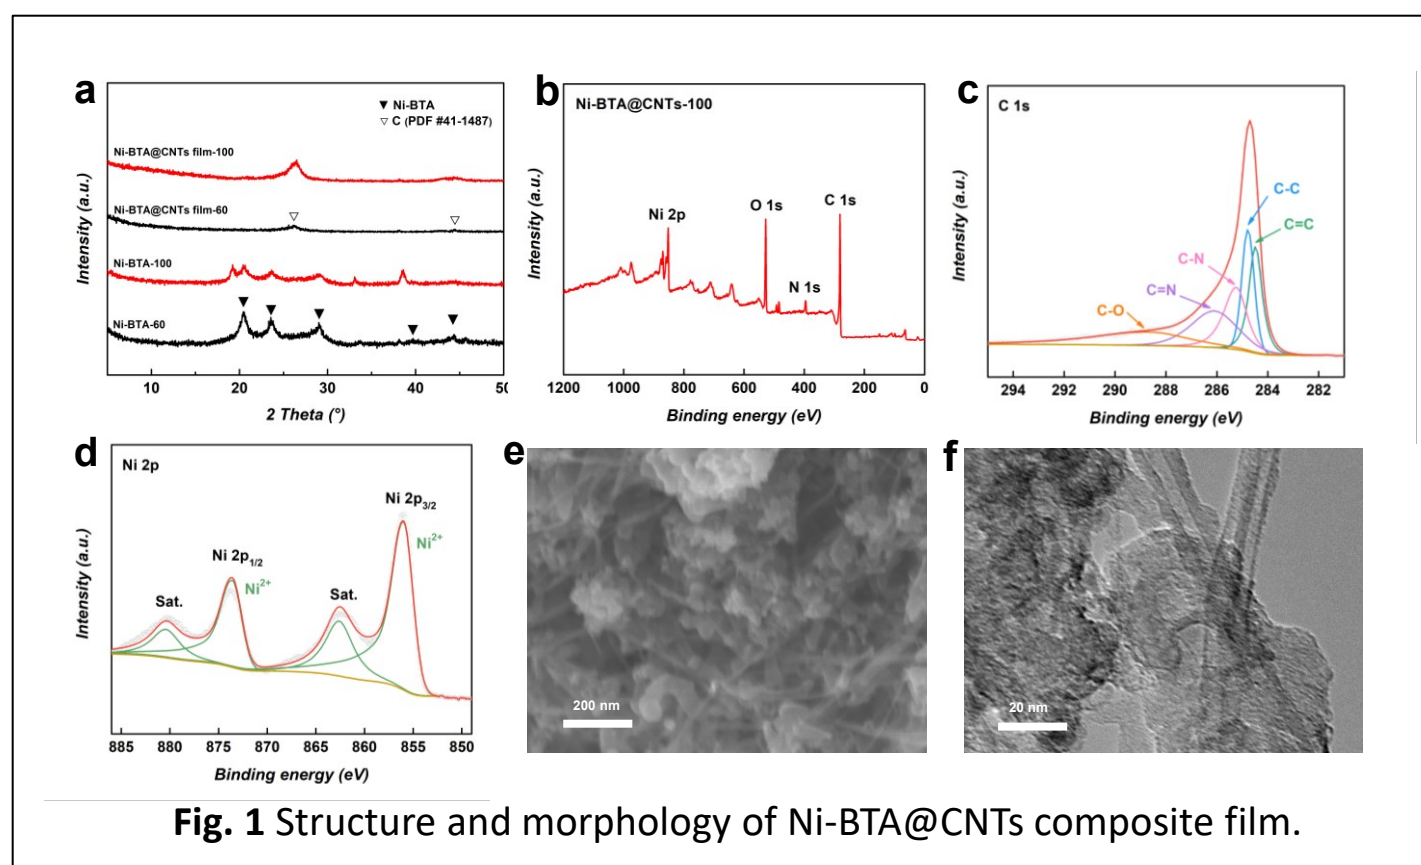 a
▼ Ni-BTA
▽ C (PDF #41-1487)
Ni-BTA@CNTs film-100
Ni-BTA@CNTs film-60
Ni-BTA-100
Ni-BTA-60
Intensity (a.u.)
10 20 30 40 50
2 Theta (°)
b
Ni-BTA@CNTs-100
Ni 2p
O 1s
N 1s
C 1s
Intensity (a.u.)
1200 1000 800 600 400 200 0
Binding energy (eV)
c
C 1s
C-C
C=C
C-N
C=N
C-O
Intensity (a.u.)
294 292 290 288 286 284 282
Binding energy (eV)
d
Ni 2p
Ni 2p3/2
Ni2+
Ni 2p1/2
Ni2+
Sat.
Sat.
Intensity (a.u.)
885 880 875 870 865 860 855 850
Binding energy (eV)
e
200 nm
f
20 nm
Fig. 1 Structure and morphology of Ni-BTA@CNTs composite film.